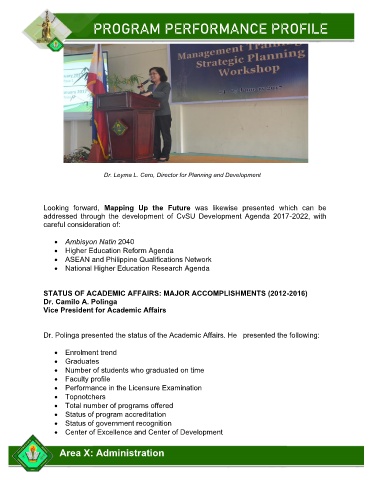 PROGRAM PERFORMANCE PROFILE
Management Training
Strategic Planning
Workshop
Dr. Leyma L. Cero, Director for Planning and Development
Looking forward, Mapping Up the Future was likewise presented which can be
addressed through the development of CvSU Development Agenda 2017-2022, with
careful consideration of:
• Ambisyon Natin 2040
• Higher Education Reform Agenda
• ASEAN and Philippine Qualifications Network
• National Higher Education Research Agenda
STATUS OF ACADEMIC AFFAIRS: MAJOR ACCOMPLISHMENTS (2012-2016)
Dr. Camilo A. Polinga
Vice President for Academic Affairs
Dr. Polinga presented the status of the Academic Affairs. He presented the following:
• Enrolment trend
• Graduates
• Number of students who graduated on time
• Faculty profile
• Performance in the Licensure Examination
• Topnotchers
• Total number of programs offered
• Status of program accreditation
• Status of government recognition
• Center of Excellence and Center of Development
Area X: Administration